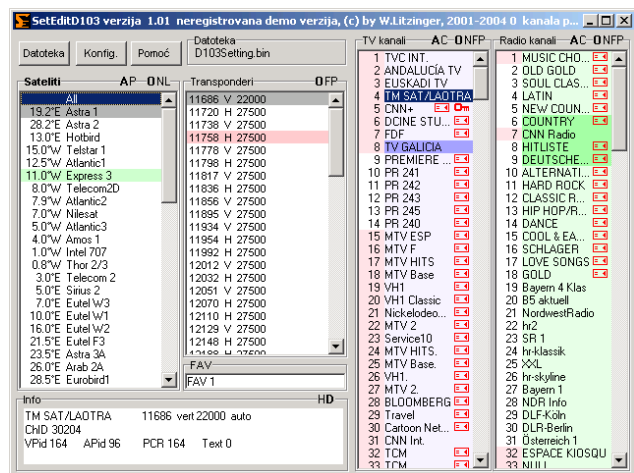 SetEditD103 verzija 1.01 neregistrovana demo verzija, (c) by W.Litzinger, 2001-2004 0 kanala p...
Datoteka Konfig. Pomoć
Datoteka
D103Setting.bin
Sateliti AP ONL
All
19.2°E Astra 1
28.2°E Astra 2
13.0°E Hotbird
15.0°W Telstar 1
12.5°W Atlantic1
11.0°W Express 3
8.0°W Telecom2D
7.9°W Atlantic2
7.0°W Nilesat
5.0°W Atlantic3
4.0°W Amos 1
1.0°W Intel 707
0.8°W Thor 2/3
3.0°E Telecom 2
5.0°E Sirius 2
7.0°E Eutel W3
10.0°E Eutel W1
16.0°E Eutel W2
21.5°E Eutel F3
23.5°E Astra 3A
26.0°E Arab 2A
28.5°E Eurobird1
Transponderi OFP
11686 V 22000
11720 H 27500
11738 V 27500
11758 H 27500
11778 V 27500
11798 H 27500
11817 V 27500
11836 H 27500
11856 V 27500
11895 V 27500
11934 V 27500
11954 H 27500
11992 H 27500
12012 V 27500
12032 H 27500
12051 V 27500
12070 H 27500
12110 H 27500
12129 V 27500
12148 H 27500
12188 H 27500
FAV
FAV 1
TV kanali AC ONFP
1 TVC INT.
2 ANDALUCÍA TV
3 EUSKADI TV
4 TM SAT/LAOTRA
5 CNN+
6 DCINE STU...
7 FDF
8 TV GALICIA
9 PREMIERE ...
10 PR 241
11 PR 242
12 PR 243
13 PR 245
14 PR 240
15 MTV ESP
16 MTV F
17 MTV HITS
18 MTV Base
19 VH1
20 VH1 Classic
21 Nickelodeo...
22 MTV 2
23 Service10
24 MTV HITS.
25 MTV Base.
26 VH1.
27 MTV 2.
28 BLOOMBERG
29 Travel
30 Cartoon Net...
31 CNN Int.
32 TCM
33 TCM
Radio kanali AC ONFP
1 MUSIC CHO...
2 OLD GOLD
3 SOUL CLAS...
4 LATIN
5 NEW COUN...
6 COUNTRY
7 CNN Radio
8 HITLISTE
9 DEUTSCHE...
10 ALTERNATI...
11 HARD ROCK
12 CLASSIC R...
13 HIP HOP/R...
14 DANCE
15 COOL & EA...
16 SCHLAGER
17 LOVE SONGS
18 GOLD
19 Bayern 4 Klas
20 B5 aktuell
21 NordwestRadio
22 hr2
23 SR 1
24 hr-klassik
25 XXL
26 hr-skyline
27 Bayern 1
28 NDR Info
29 DLF-Köln
30 DLR-Berlin
31 Österreich 1
32 ESPACE KIOSQU
33 NULL
Info HD
TM SAT/LAOTRA 11686 vert 22000 auto
ChID 30204
VPid 164 APid 96 PCR 164 Text 0